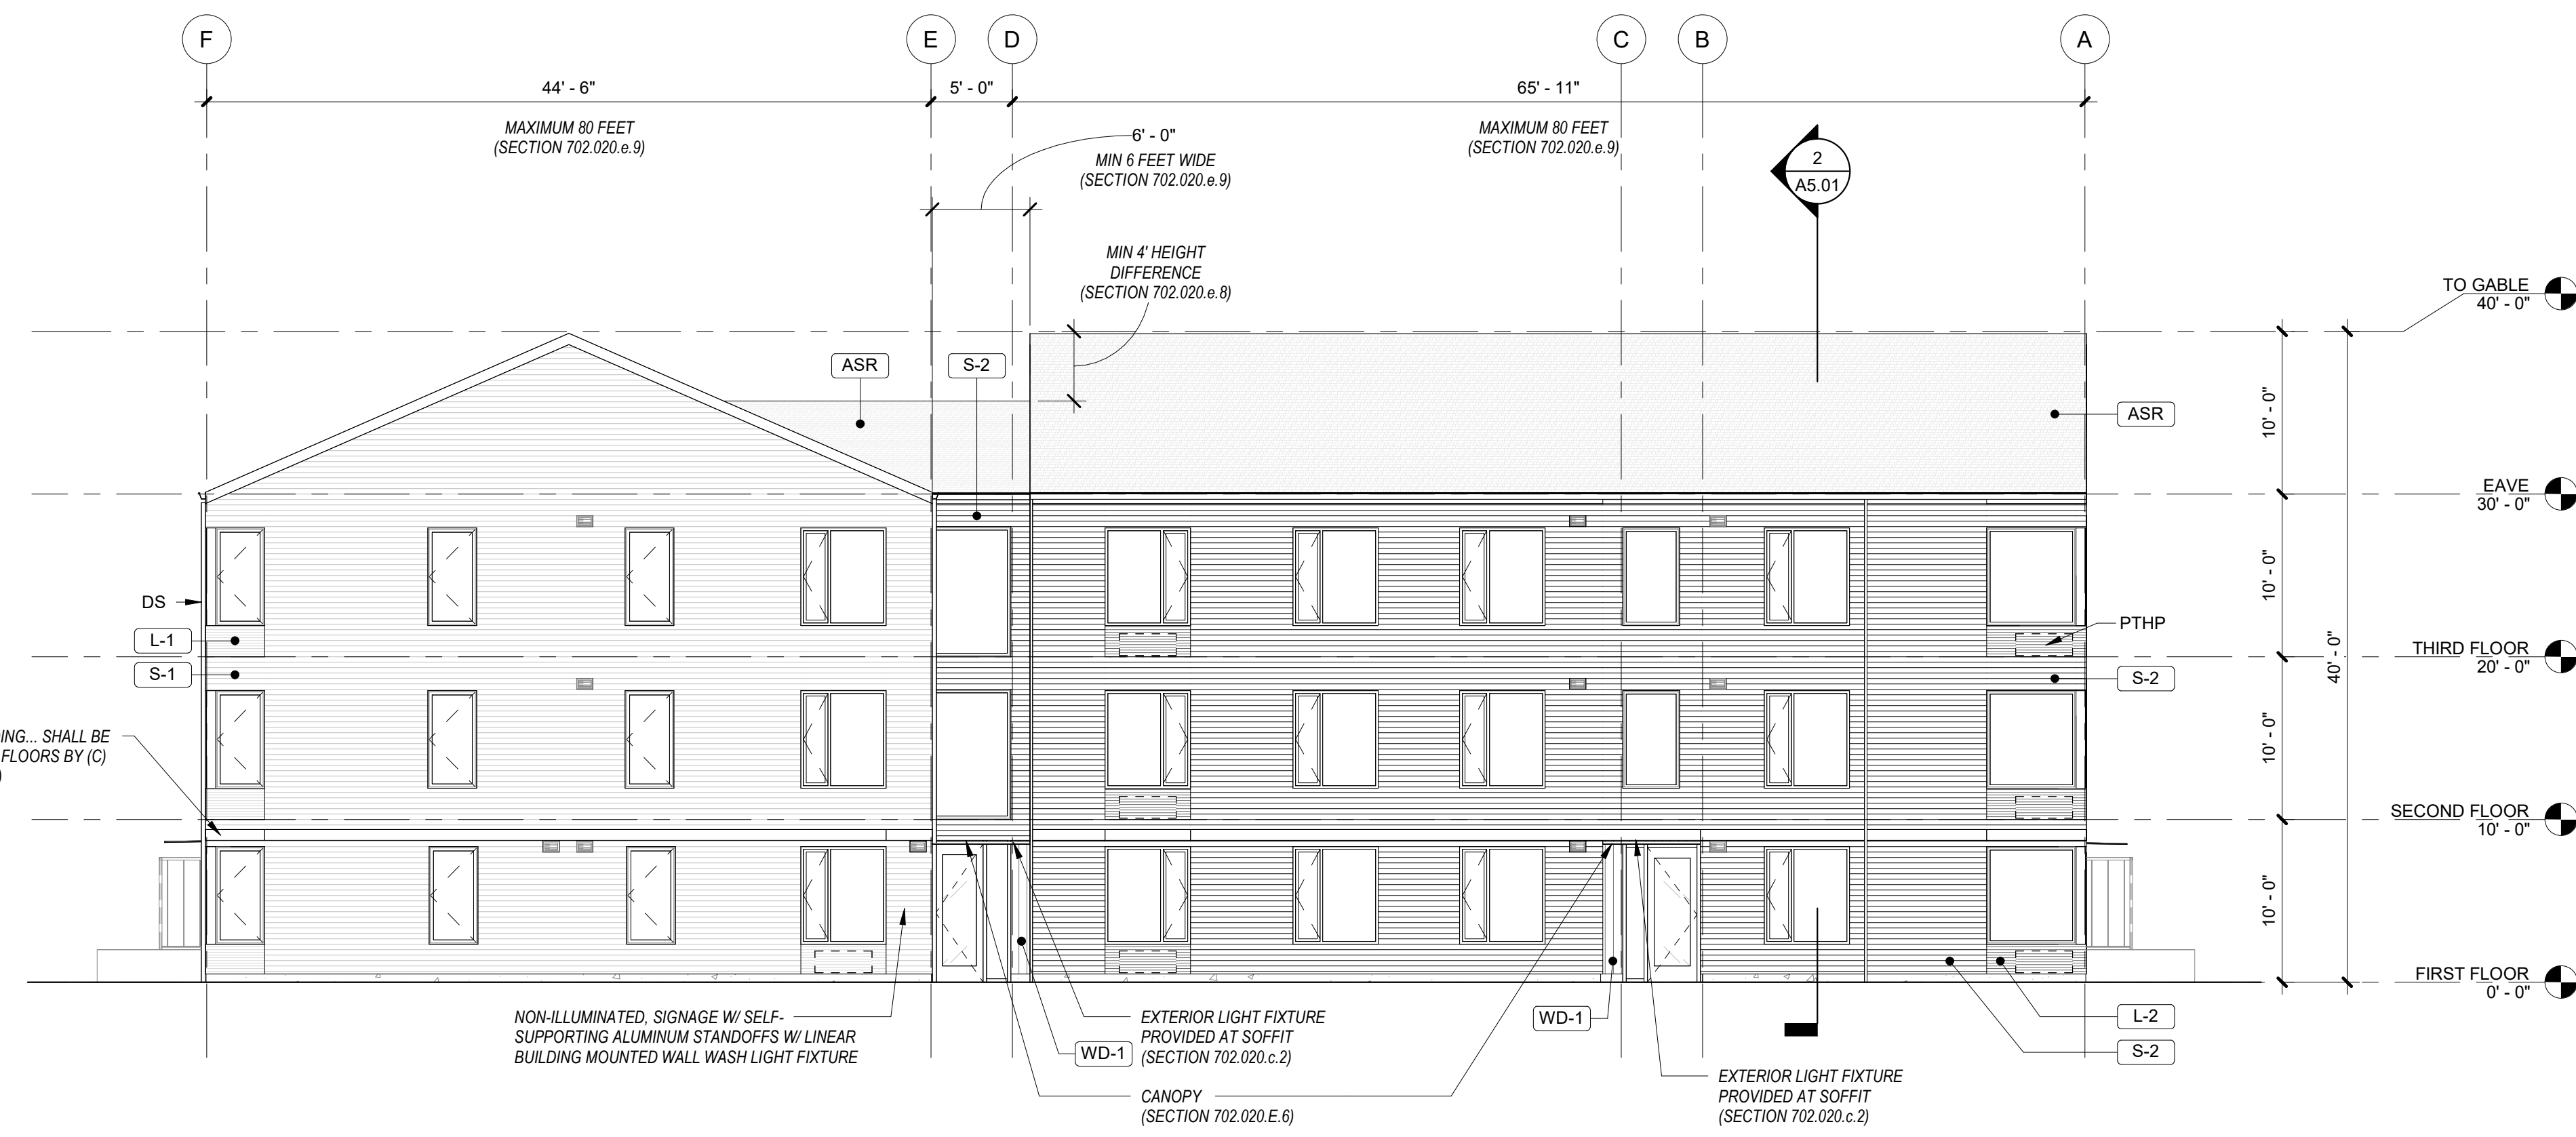 F
E
D
C
B
A
44' - 6"
5' - 0"
65' - 11"
MAXIMUM 80 FEET
(SECTION 702.020.e.9)
6' - 0"
MIN 6 FEET WIDE
(SECTION 702.020.e.9)
MAXIMUM 80 FEET
(SECTION 702.020.e.9)
2
A5.01
MIN 4' HEIGHT
DIFFERENCE
(SECTION 702.020.e.8)
TO GABLE
40' - 0"
ASR
S-2
ASR
10' - 0"
EAVE
30' - 0"
DS
L-1
S-1
PTHP
S-2
10' - 0"
40' - 0"
THIRD FLOOR
20' - 0"
DING... SHALL BE
FLOORS BY (C)
)
10' - 0"
SECOND FLOOR
10' - 0"
10' - 0"
FIRST FLOOR
0' - 0"
NON-ILLUMINATED, SIGNAGE W/ SELF-
SUPPORTING ALUMINUM STANDOFFS W/ LINEAR
BUILDING MOUNTED WALL WASH LIGHT FIXTURE
WD-1
EXTERIOR LIGHT FIXTURE
PROVIDED AT SOFFIT
(SECTION 702.020.c.2)
CANOPY
(SECTION 702.020.E.6)
WD-1
EXTERIOR LIGHT FIXTURE
PROVIDED AT SOFFIT
(SECTION 702.020.c.2)
L-2
S-2